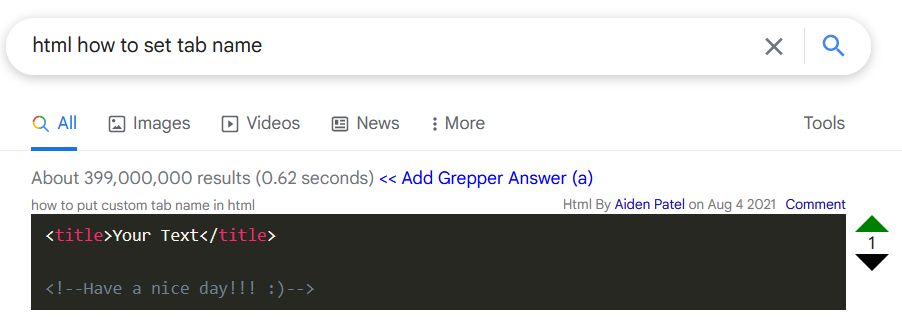 html how to set tab name
All Images Videos News More Tools
About 399,000,000 results (0.62 seconds) << Add Grepper Answer (a)
how to put custom tab name in html Html By Aiden Patel on Aug 4 2021 Comment
<title>Your Text</title>
1
<!--Have a nice day!!! :)-->